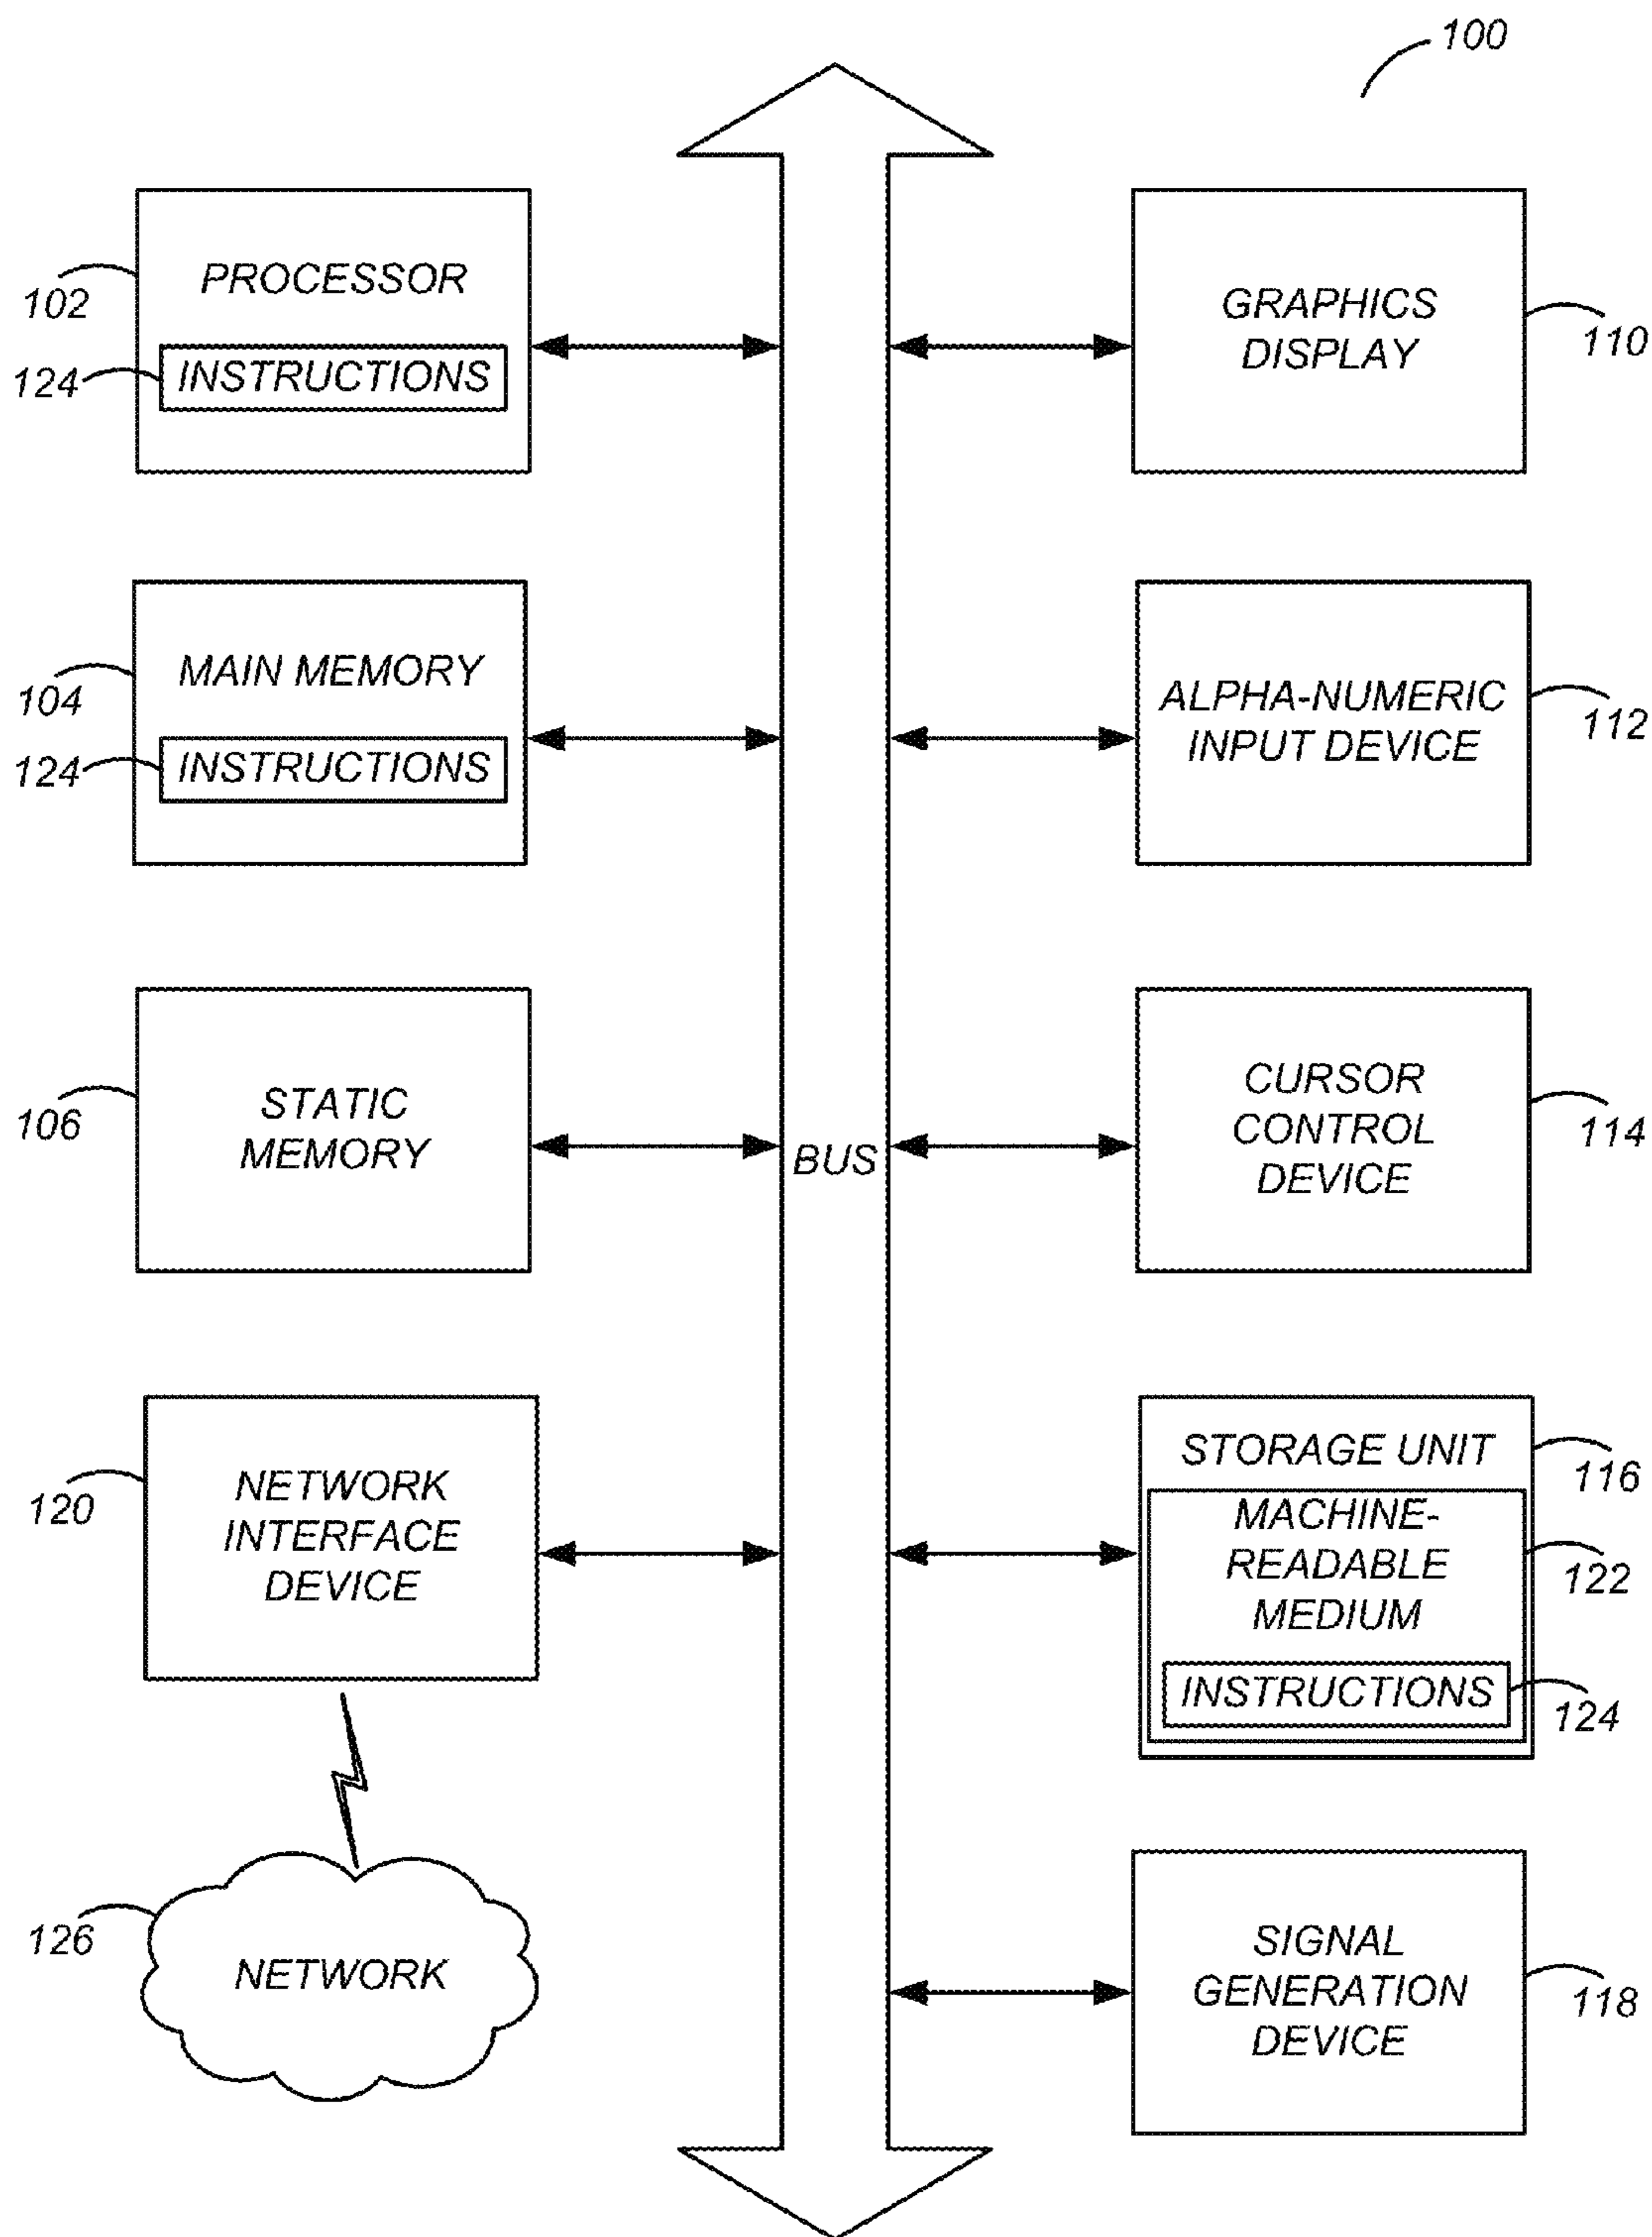 100
102
PROCESSOR
124
INSTRUCTIONS
104
MAIN MEMORY
124
INSTRUCTIONS
106
STATIC
MEMORY
120
NETWORK
INTERFACE
DEVICE
126
NETWORK
BUS
GRAPHICS
DISPLAY
110
ALPHA-NUMERIC
INPUT DEVICE
112
CURSOR
CONTROL
DEVICE
114
STORAGE UNIT
116
MACHINE-
READABLE
MEDIUM
122
INSTRUCTIONS
124
SIGNAL
GENERATION
DEVICE
118